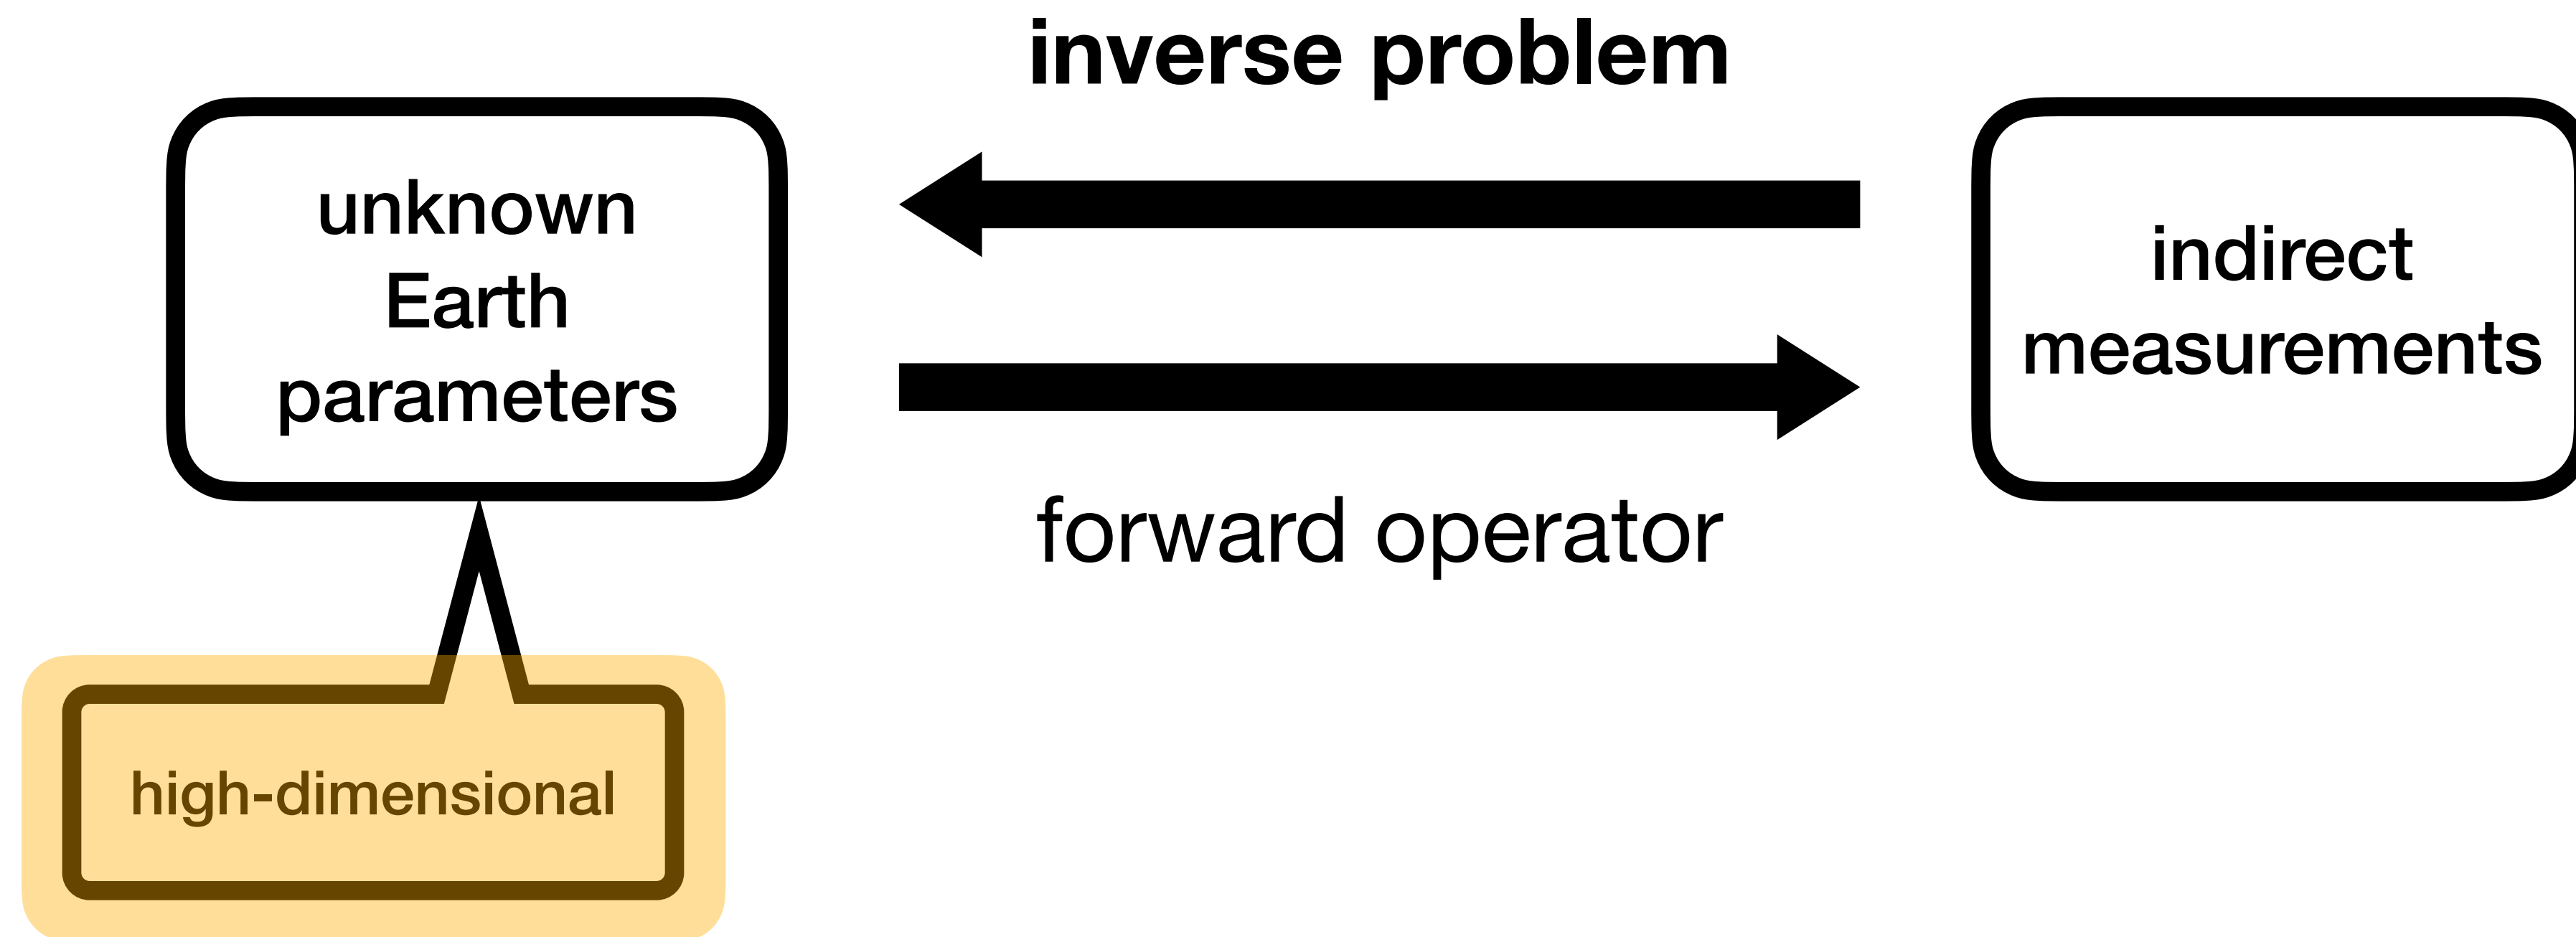 inverse problem
unknown
Earth
parameters
indirect
measurements
forward operator
high-dimensional